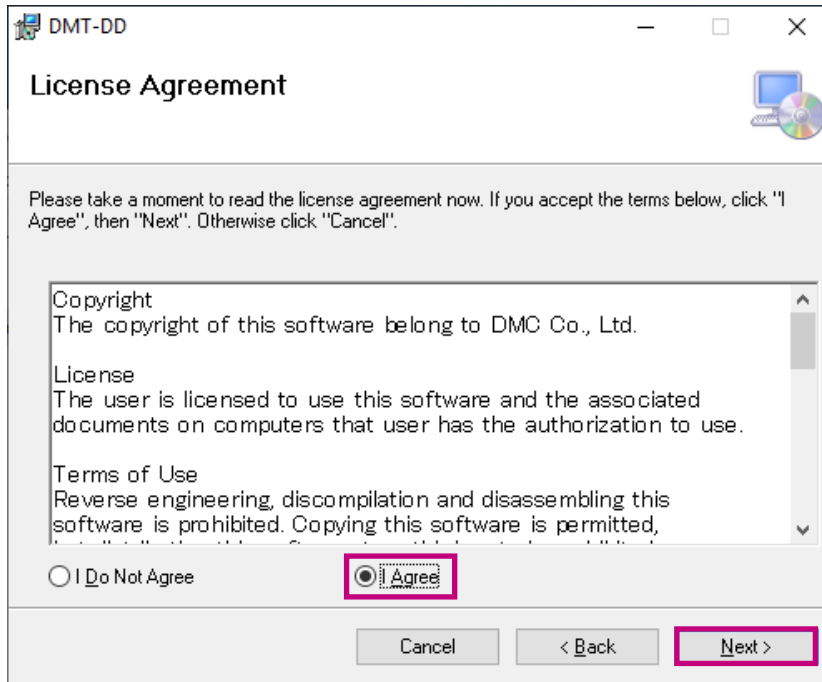 DMT-DD
License Agreement
Please take a moment to read the license agreement now. If you accept the terms below, click "I
Agree", then "Next". Otherwise click "Cancel".
Copyright
The copyright of this software belong to DMC Co., Ltd.
License
The user is licensed to use this software and the associated
documents on computers that user has the authorization to use.
Terms of Use
Reverse engineering, discompilation and disassembling this
software is prohibited. Copying this software is permitted,
I Do Not Agree
I Agree
Cancel
< Back
Next >